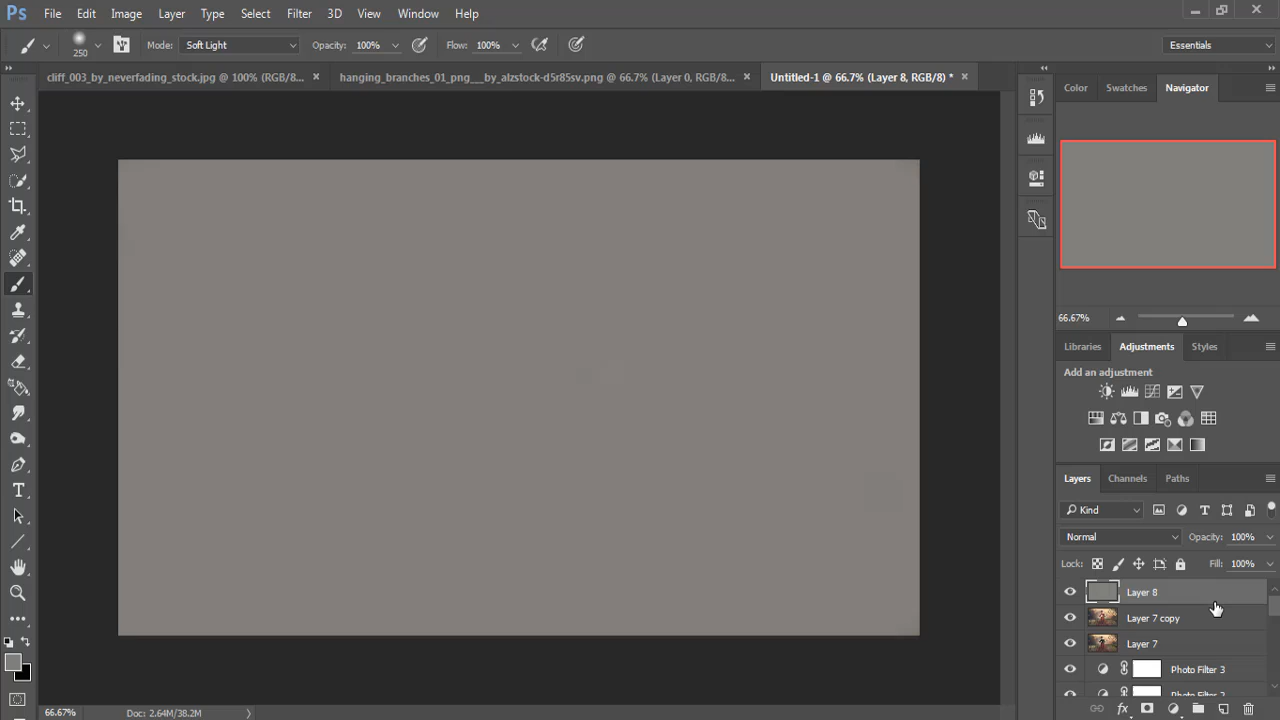 Ps File Edit Image Layer Type Select Filter 3D View Window Help
250 Mode: Soft Light Opacity: 100% Flow: 100% Essentials
cliff_003_by_neverfading_stock.jpg @ 100% (RGB/8... × hanging_branches_01_png___by_alzstock-d5r85sv.png @ 66.7% (Layer 0, RGB/8... × Untitled-1 @ 66.7% (Layer 8, RGB/8) * ×
Color Swatches Navigator
66.67%
Libraries Adjustments Styles
Add an adjustment
Layers Channels Paths
Kind
Normal Opacity: 100%
Lock: Fill: 100%
Layer 8
Layer 7 copy
Layer 7
Photo Filter 3
Photo Filter 2
66.67% Doc: 2.64M/38.2M